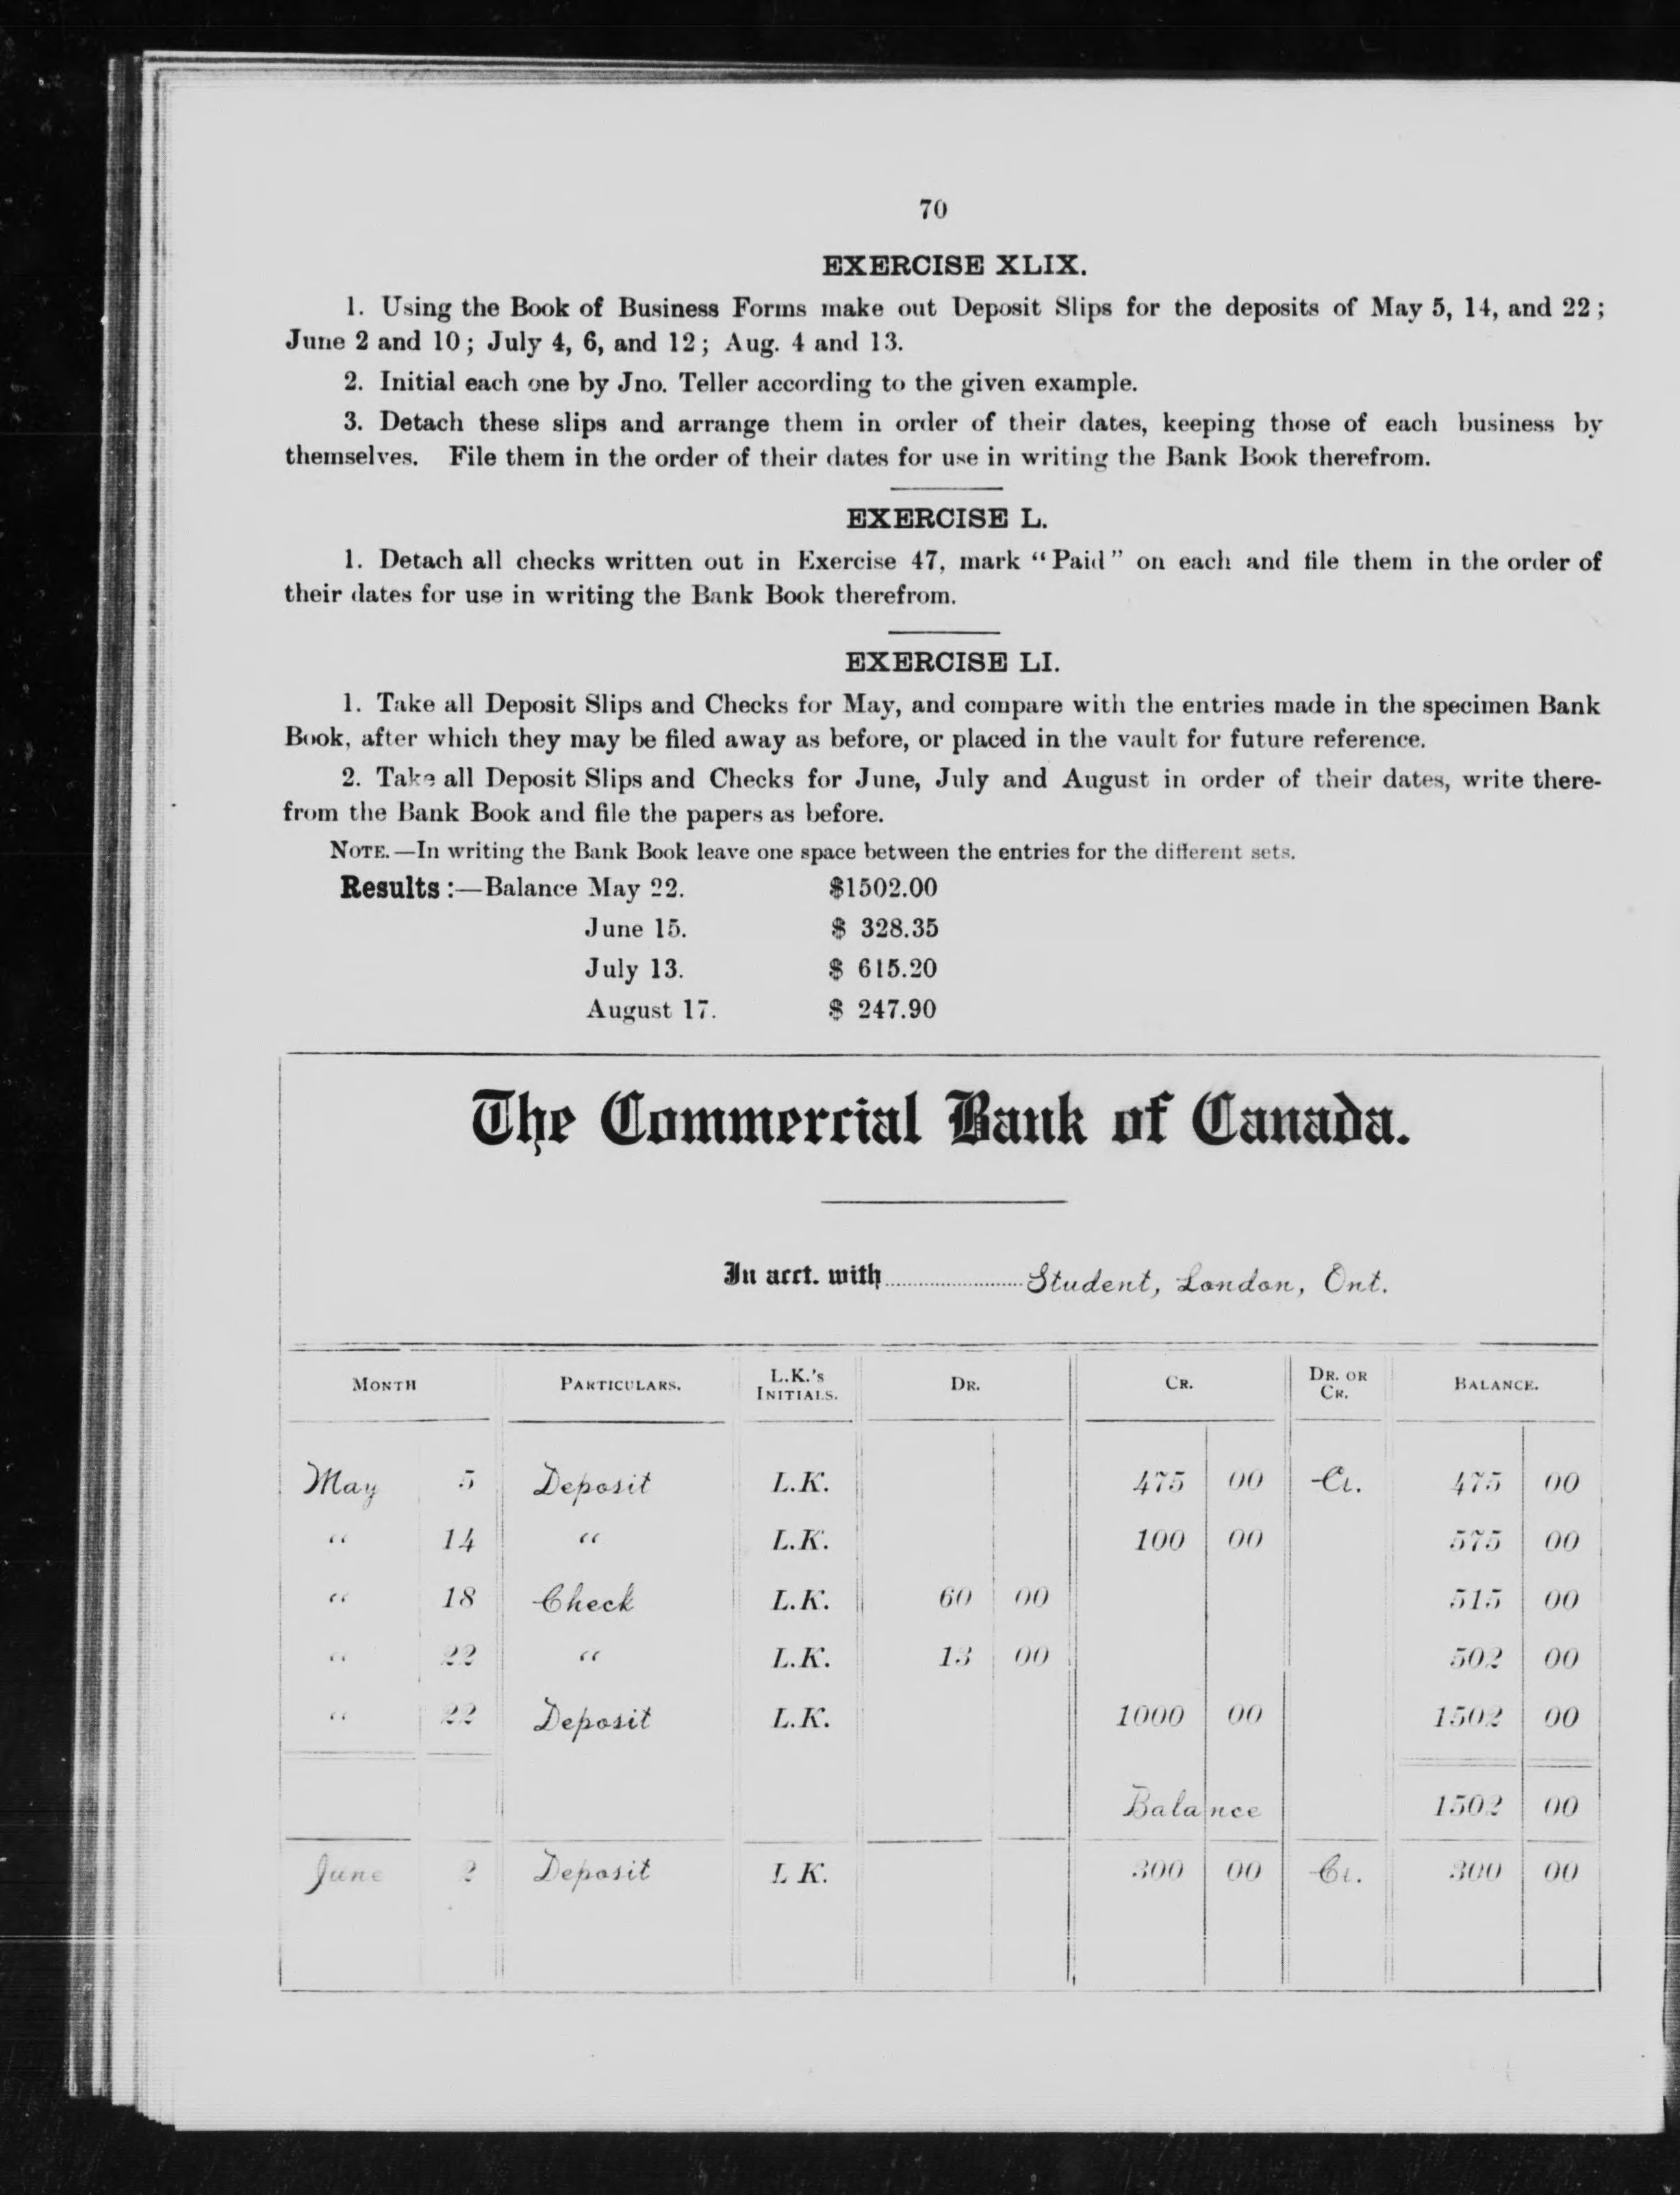 70
EXERCISE XLIX.
1. Using the Book of Business Forms make out Deposit Slips for the deposits of May 5, 14, and 22;
June 2 and 10; July 4, 6, and 12; Aug. 4 and 13.
2. Initial each one by Jno. Teller according to the given example.
3. Detach these slips and arrange them in order of their dates, keeping those of each business by
themselves. File them in the order of their dates for use in writing the Bank Book therefrom.
EXERCISE L.
1. Detach all checks written out in Exercise 47, mark "Paid" on each and file them in the order of
their dates for use in writing the Bank Book therefrom.
EXERCISE LI.
1. Take all Deposit Slips and Checks for May, and compare with the entries made in the specimen Bank
Book, after which they may be filed away as before, or placed in the vault for future reference.
2. Take all Deposit Slips and Checks for June, July and August in order of their dates, write there-
from the Bank Book and file the papers as before.
NOTE.—In writing the Bank Book leave one space between the entries for the different sets.
Results:—Balance May 22. $1502.00
June 15. $ 328.35
July 13. $ 615.20
August 17. $ 247.90
The Commercial Bank of Canada.
In acct. with Student, London, Ont.
MONTH PARTICULARS. L.K.'S INITIALS. DR. CR. DR. OR CR. BALANCE.
May 5 Deposit L.K. 475 00 Cr. 475 00
" 14 " L.K. 100 00 575 00
" 18 Check L.K. 60 00 515 00
" 22 " L.K. 13 00 502 00
" 22 Deposit L.K. 1000 00 1502 00
Balance 1502 00
June 2 Deposit L K. 300 00 Cr. 300 00